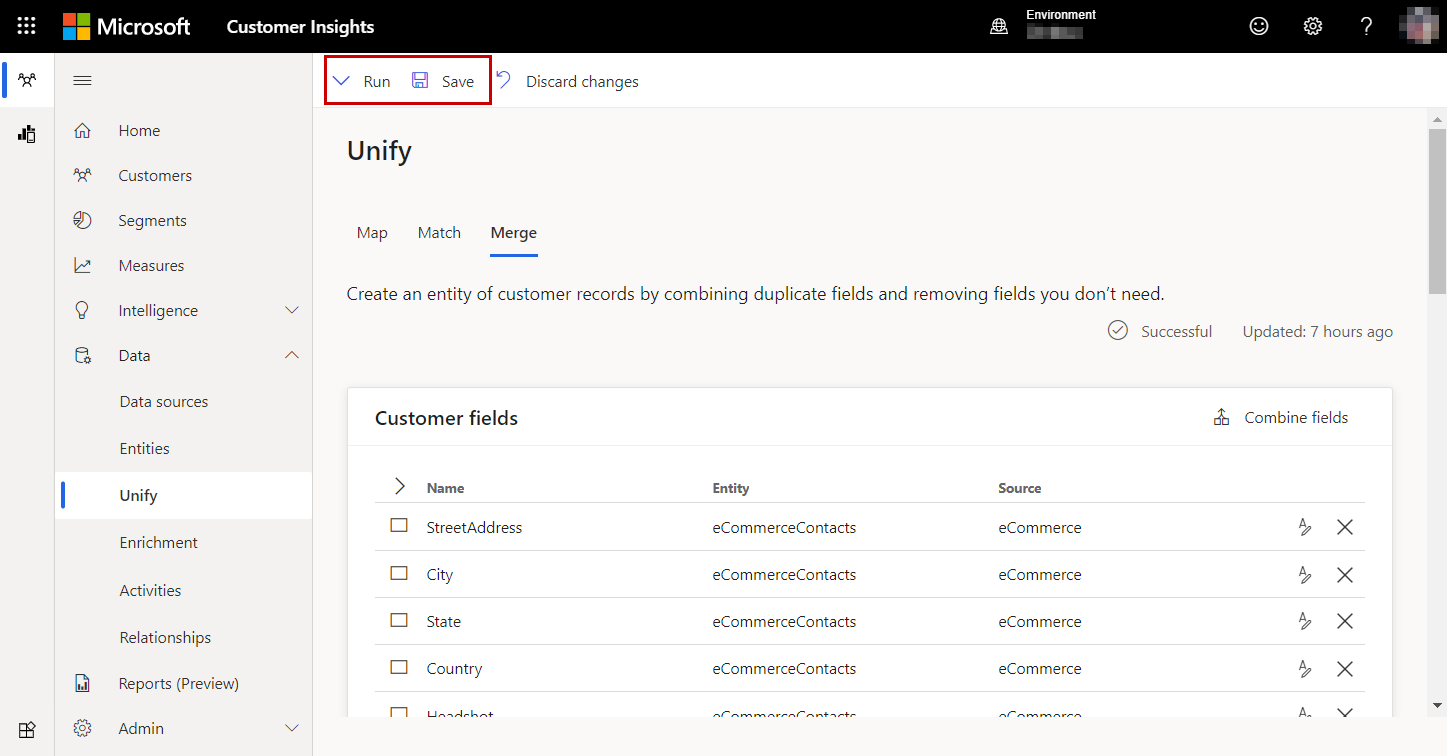 Microsoft Customer Insights Environment
Run Save Discard changes
Home
Customers
Segments
Measures
Intelligence
Data
Data sources
Entities
Unify
Enrichment
Activities
Relationships
Reports (Preview)
Admin
Unify
Map Match Merge
Create an entity of customer records by combining duplicate fields and removing fields you don't need.
Successful Updated: 7 hours ago
Customer fields Combine fields
Name Entity Source
StreetAddress eCommerceContacts eCommerce
City eCommerceContacts eCommerce
State eCommerceContacts eCommerce
Country eCommerceContacts eCommerce
Headshot eCommerceContacts eCommerce